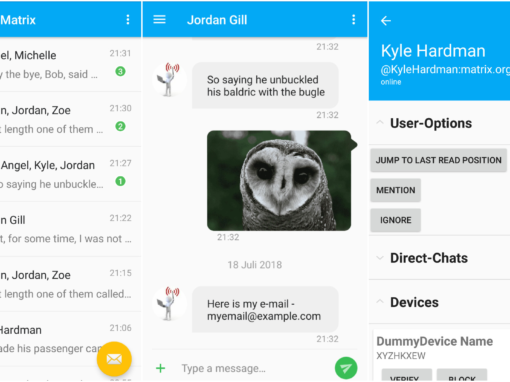 Matrix
el, Michelle
21:31
y the bye, Bob, said ...
3
n, Jordan, Zoe
21:30
t length one of them ...
2
Angel, Kyle, Jordan
21:27
o saying he unbuckle...
1
n Gill
21:22
t, for some time, I was not ...
n, Jordan, Zoe
21:15
t length one of them called...
Hardman
21:06
ade his passenger
Jordan Gill
21:32
So saying he unbuckled
his baldric with the bugle
21:32
21:32
18 Juli 2018
Here is my e-mail -
myemail@example.com
21:32
Type a message...
Kyle Hardman
@KyleHardman:matrix.org
online
User-Options
JUMP TO LAST READ POSITION
MENTION
IGNORE
Direct-Chats
Devices
DummyDevice Name
XYZHKXEW
VERIFY
BLOCK